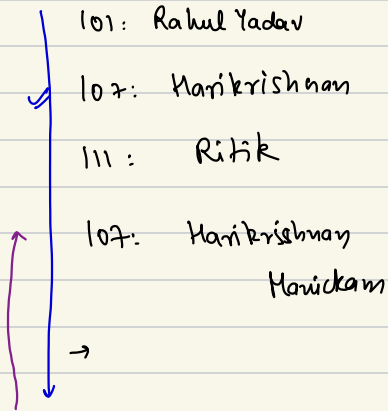 101: Rahul Yadav
107: Harikrishnan
111: Ritik
107: Harikrishnan
Manickam
→